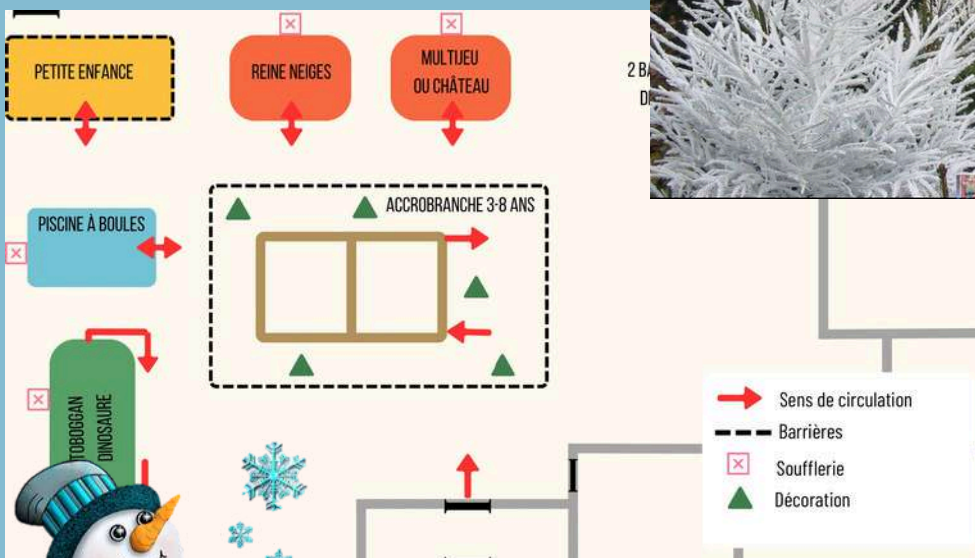 PETITE ENFANCE
REINE NEIGES
MULTIJEU
OU CHÂTEAU
2
PISCINE À BOULES
ACCROBRANCHE 3-8 ANS
TOBOGGAN
DINOSAURE
Sens de circulation
Barrières
Soufflerie
Décoration